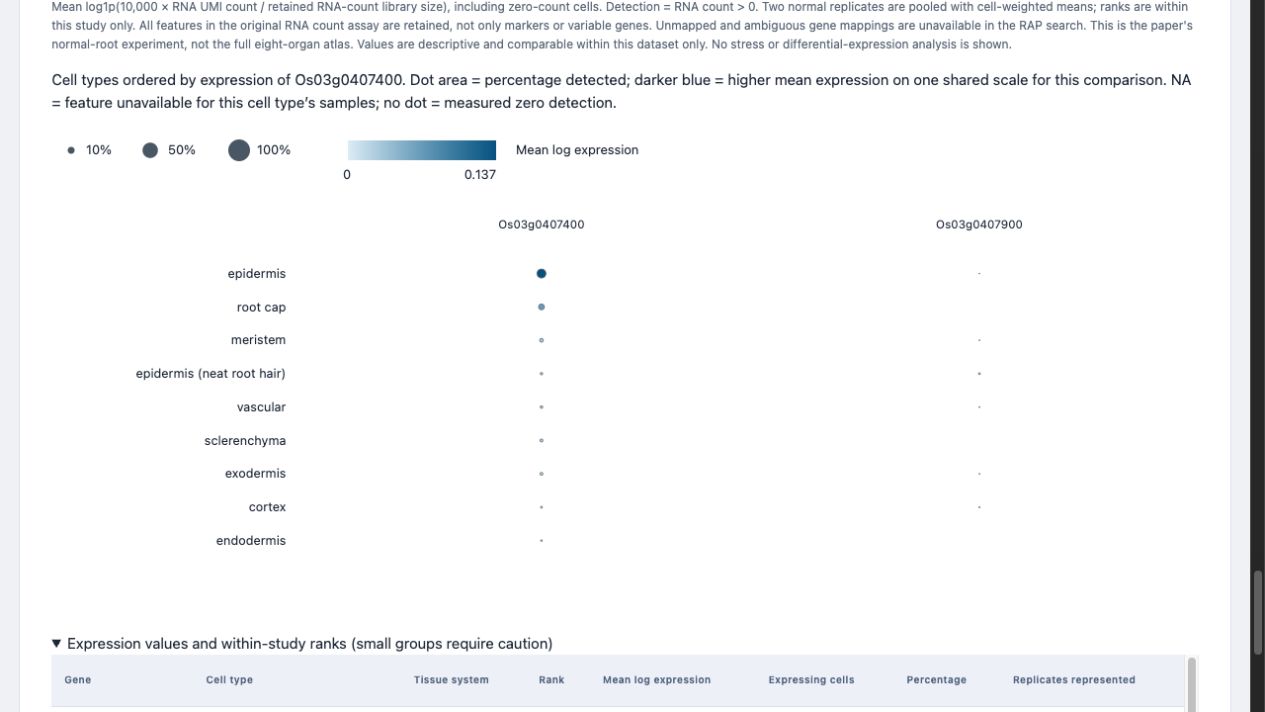 Mean log1p(10,000 × RNA UMI count / retained RNA-count library size), including zero-count cells. Detection = RNA count > 0. Two normal replicates are pooled with cell-weighted means; ranks are within
this study only. All features in the original RNA count assay are retained, not only markers or variable genes. Unmapped and ambiguous gene mappings are unavailable in the RAP search. This is the paper's
normal-root experiment, not the full eight-organ atlas. Values are descriptive and comparable within this dataset only. No stress or differential-expression analysis is shown.
Cell types ordered by expression of Os03g0407400. Dot area = percentage detected; darker blue = higher mean expression on one shared scale for this comparison. NA
= feature unavailable for this cell type's samples; no dot = measured zero detection.
10% 50% 100% Mean log expression
0 0.137
Os03g0407400 Os03g0407900
epidermis
root cap
meristem
epidermis (neat root hair)
vascular
sclerenchyma
exodermis
cortex
endodermis
▼ Expression values and within-study ranks (small groups require caution)
Gene Cell type Tissue system Rank Mean log expression Expressing cells Percentage Replicates represented